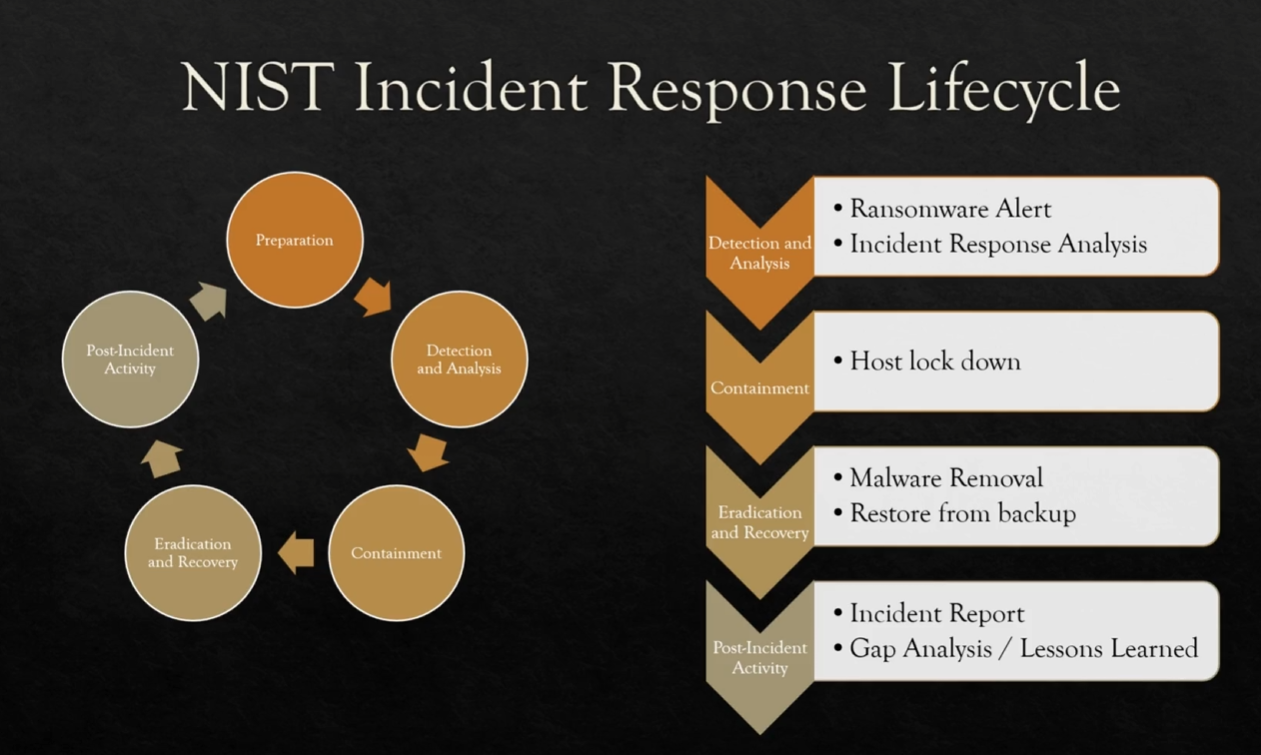 NIST Incident Response Lifecycle
Preparation
Detection
and Analysis
Containment
Eradication
and Recovery
Post-Incident
Activity
Detection and
Analysis
• Ransomware Alert
• Incident Response Analysis
Containment
• Host lock down
Eradication
and Recovery
• Malware Removal
• Restore from backup
Post-Incident
Activity
• Incident Report
• Gap Analysis / Lessons Learned